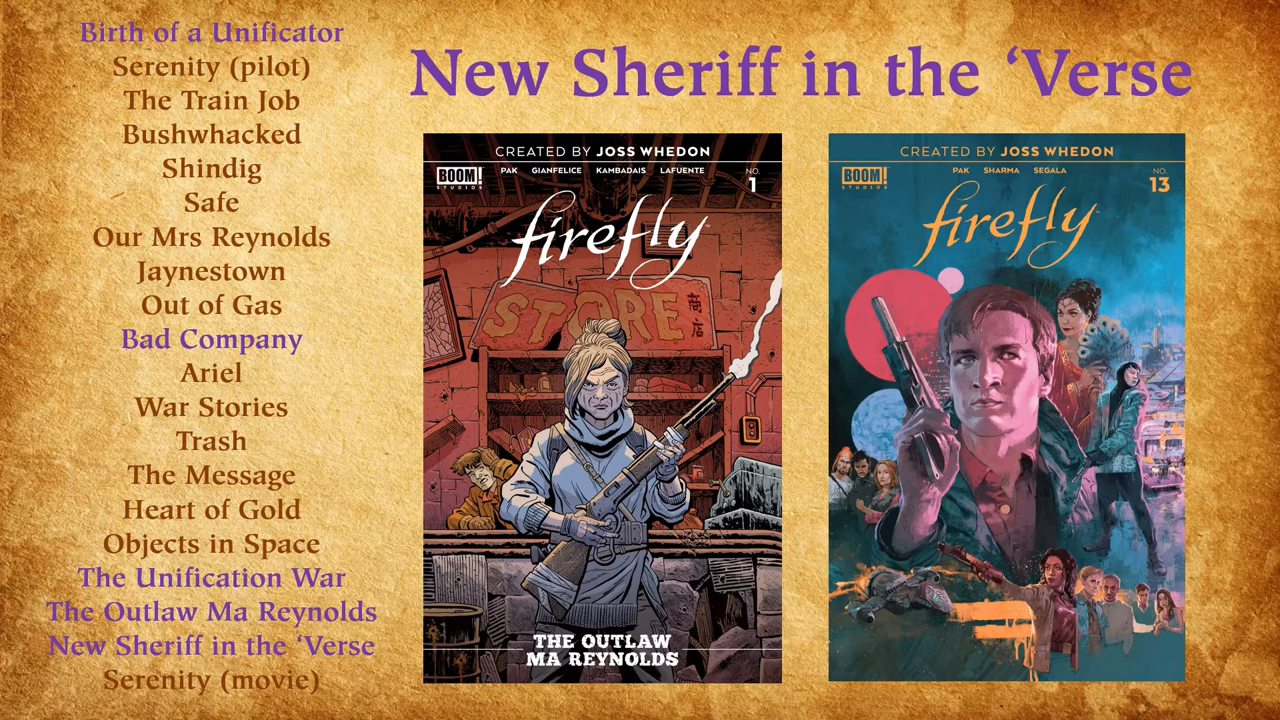 Birth of a Unificator
Serenity (pilot)
The Train Job
Bushwhacked
Shindig
Safe
Our Mrs Reynolds
Jaynestown
Out of Gas
Bad Company
Ariel
War Stories
Trash
The Message
Heart of Gold
Objects in Space
The Unification War
The Outlaw Ma Reynolds
New Sheriff in the ‘Verse
Serenity (movie)
New Sheriff in the ‘Verse
CREATED BY JOSS WHEDON
BOOM!
STUDIOS
PAK GIANFELICE KAMBADAIS LAFUENTE
NO.
1
firefly
STORE
THE OUTLAW
MA REYNOLDS
CREATED BY JOSS WHEDON
BOOM!
STUDIOS
PAK SHARMA SEGALA
NO.
13
firefly